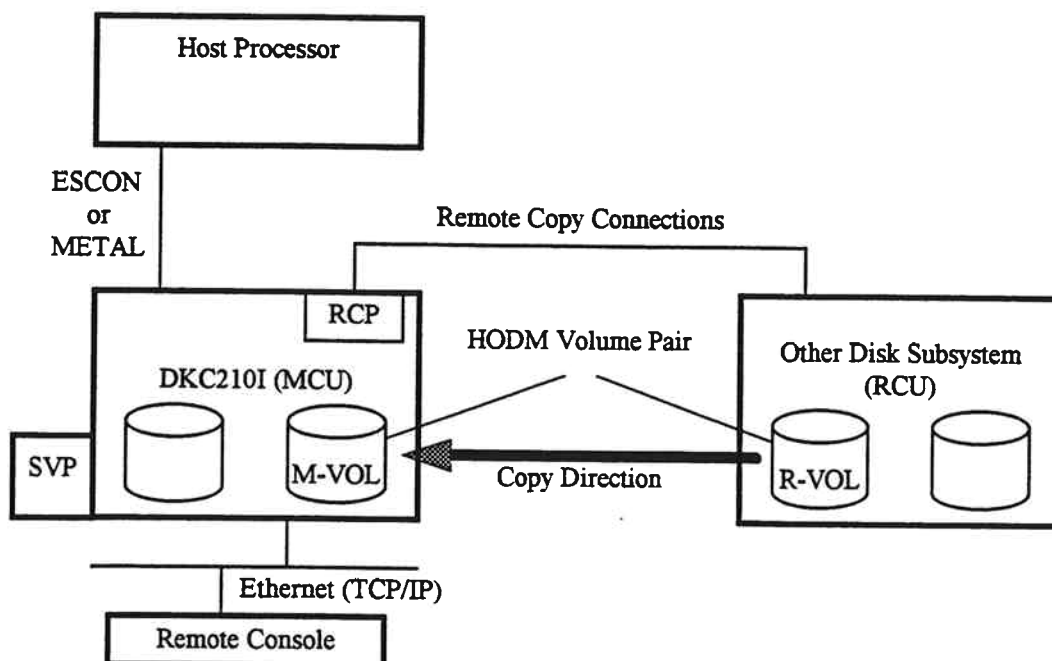 Host Processor
ESCON
or
METAL
Remote Copy Connections
RCP
HODM Volume Pair
DKC210I (MCU)
Other Disk Subsystem
(RCU)
SVP
M-VOL
Copy Direction
R-VOL
Ethernet (TCP/IP)
Remote Console